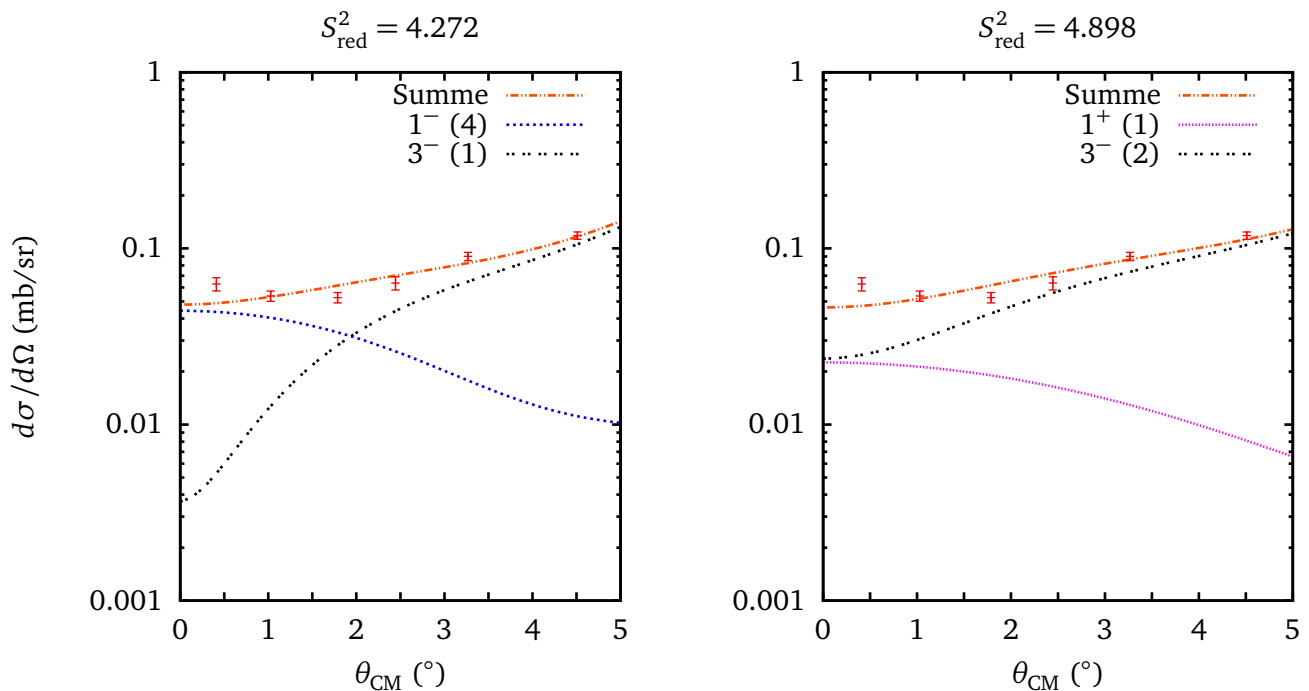 S²red = 4.272
S²red = 4.898
dσ/dΩ (mb/sr)
1
0.1
0.01
0.001
Summe
1⁻ (4)
3⁻ (1)
0 1 2 3 4 5
θCM (°)
1
0.1
0.01
0.001
Summe
1⁺ (1)
3⁻ (2)
0 1 2 3 4 5
θCM (°)